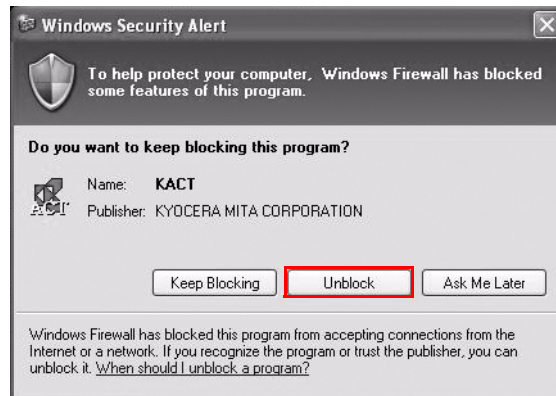 Windows Security Alert
To help protect your computer, Windows Firewall has blocked
some features of this program.
Do you want to keep blocking this program?
Name: KACT
Publisher: KYOCERA MITA CORPORATION
Keep Blocking Unblock Ask Me Later
Windows Firewall has blocked this program from accepting connections from the
Internet or a network. If you recognize the program or trust the publisher, you can
unblock it. When should I unblock a program?